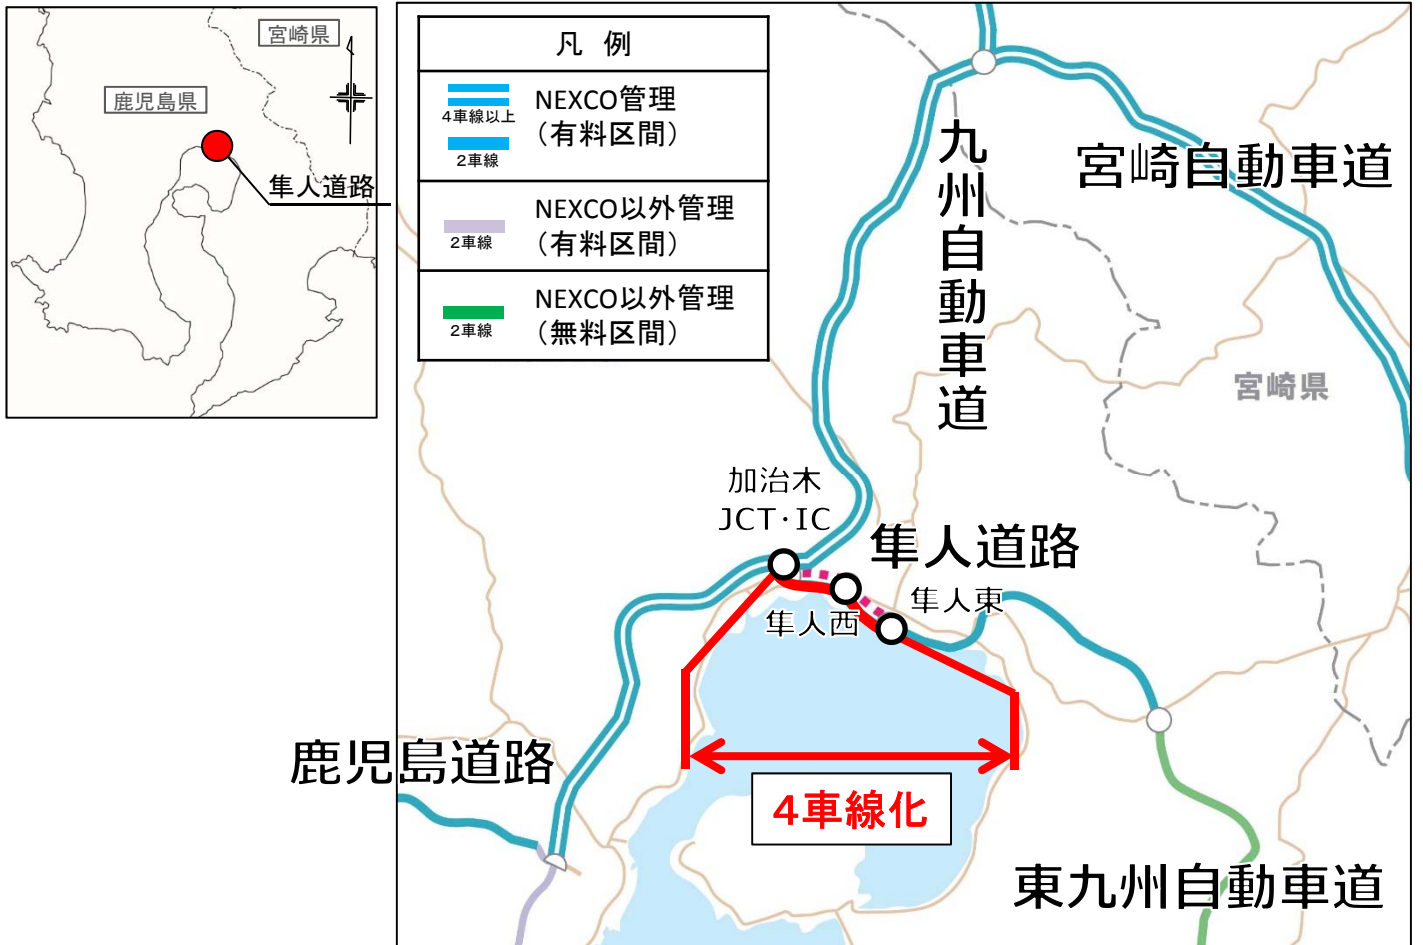 宮崎県
鹿児島県
隼人道路
凡 例
4車線以上
2車線
NEXCO管理
（有料区間）
2車線
NEXCO以外管理
（有料区間）
2車線
NEXCO以外管理
（無料区間）
九州自動車道
宮崎自動車道
宮崎県
加治木
JCT・IC
隼人道路
隼人東
隼人西
鹿児島道路
4車線化
東九州自動車道